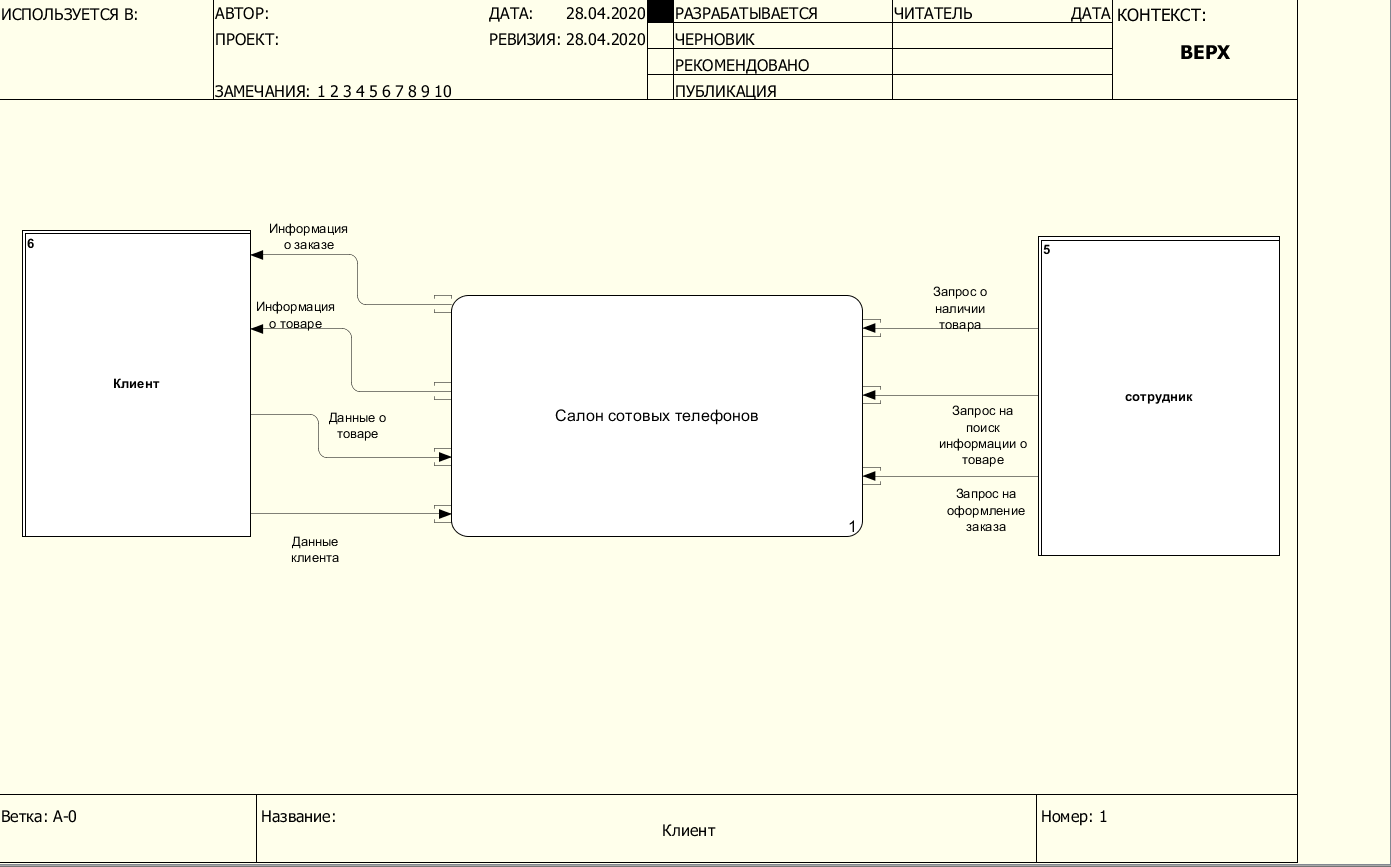 ИСПОЛЬЗУЕТСЯ В:
АВТОР:
ДАТА: 28.04.2020
ПРОЕКТ:
РЕВИЗИЯ: 28.04.2020
ЗАМЕЧАНИЯ: 1 2 3 4 5 6 7 8 9 10
РАЗРАБАТЫВАЕТСЯ
ЧЕРНОВИК
РЕКОМЕНДОВАНО
ПУБЛИКАЦИЯ
ЧИТАТЕЛЬ
ДАТА
КОНТЕКСТ:
ВЕРХ
6
Клиент
Информация
о заказе
Информация
о товаре
Данные о
товаре
Данные
клиента
Салон сотовых телефонов
1
Запрос о
наличии
товара
Запрос на
поиск
информации о
товаре
Запрос на
оформление
заказа
5
сотрудник
Ветка: А-0
Название:
Клиент
Номер: 1